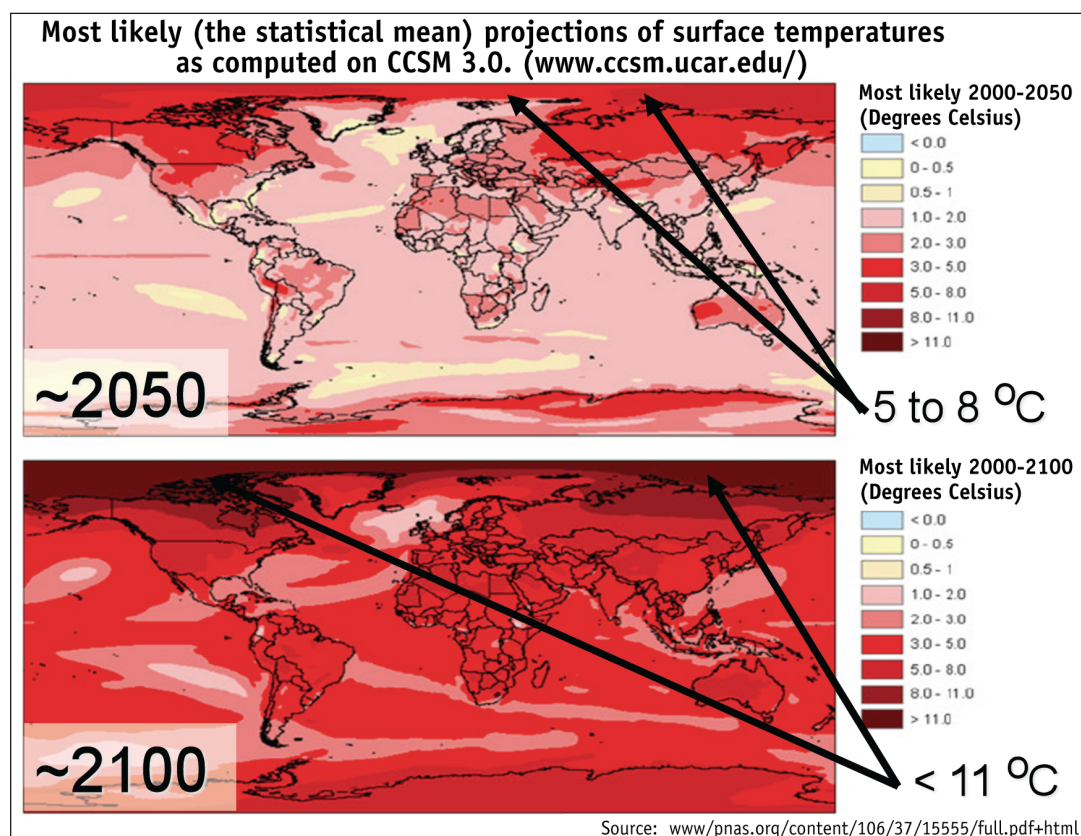 Most likely (the statistical mean) projections of surface temperatures
as computed on CCSM 3.0. (www.ccsm.ucar.edu/)
Most likely 2000-2050
(Degrees Celsius)
< 0.0
0 - 0.5
0.5 - 1
1.0 - 2.0
2.0 - 3.0
3.0 - 5.0
5.0 - 8.0
8.0 - 11.0
> 11.0
~2050
5 to 8 °C
Most likely 2000-2100
(Degrees Celsius)
< 0.0
0 - 0.5
0.5 - 1
1.0 - 2.0
2.0 - 3.0
3.0 - 5.0
5.0 - 8.0
8.0 - 11.0
> 11.0
~2100
< 11 °C
Source: www/pnas.org/content/106/37/15555/full.pdf+html